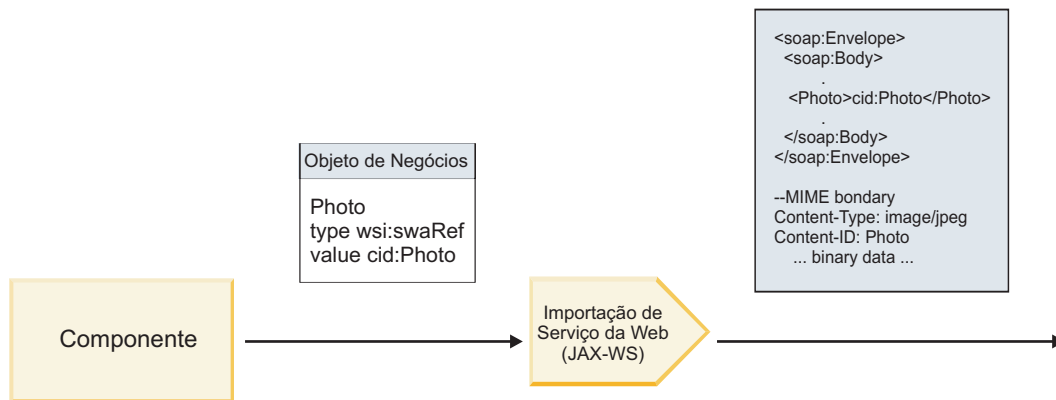 Componente
Objeto de Negócios
Photo
type wsi:swaRef
value cid:Photo
Importação de
Serviço da Web
(JAX-WS)
<soap:Envelope>
<soap:Body>
.
<Photo>cid:Photo</Photo>
.
</soap:Body>
</soap:Envelope>
--MIME bondary
Content-Type: image/jpeg
Content-ID: Photo
... binary data ...